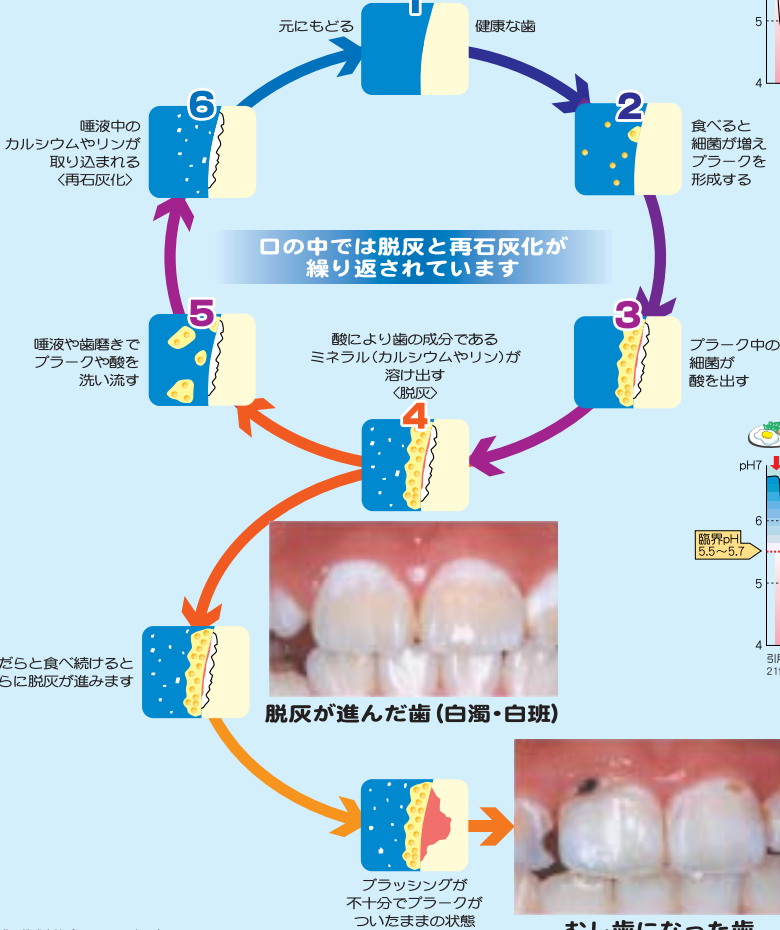 元にもどる
1
健康な歯
2
食べると
細菌が増え
プラークを
形成する
6
唾液中の
カルシウムやリンが
取り込まれる
〈再石灰化〉
口の中では脱灰と再石灰化が
繰り返されています
5
唾液や歯磨きで
プラークや酸を
洗い流す
酸により歯の成分である
ミネラル(カルシウムやリン)が
溶け出す
〈脱灰〉
4
3
プラーク中の
細菌が
酸を出す
5
4
pH7
6
臨界pH
5.5〜5.7
5
4
だらと食べ続けると
らに脱灰が進みます
脱灰が進んだ歯(白濁・白斑)
ブラッシングが
不十分でプラークが
ついたままの状態
むし歯になった歯